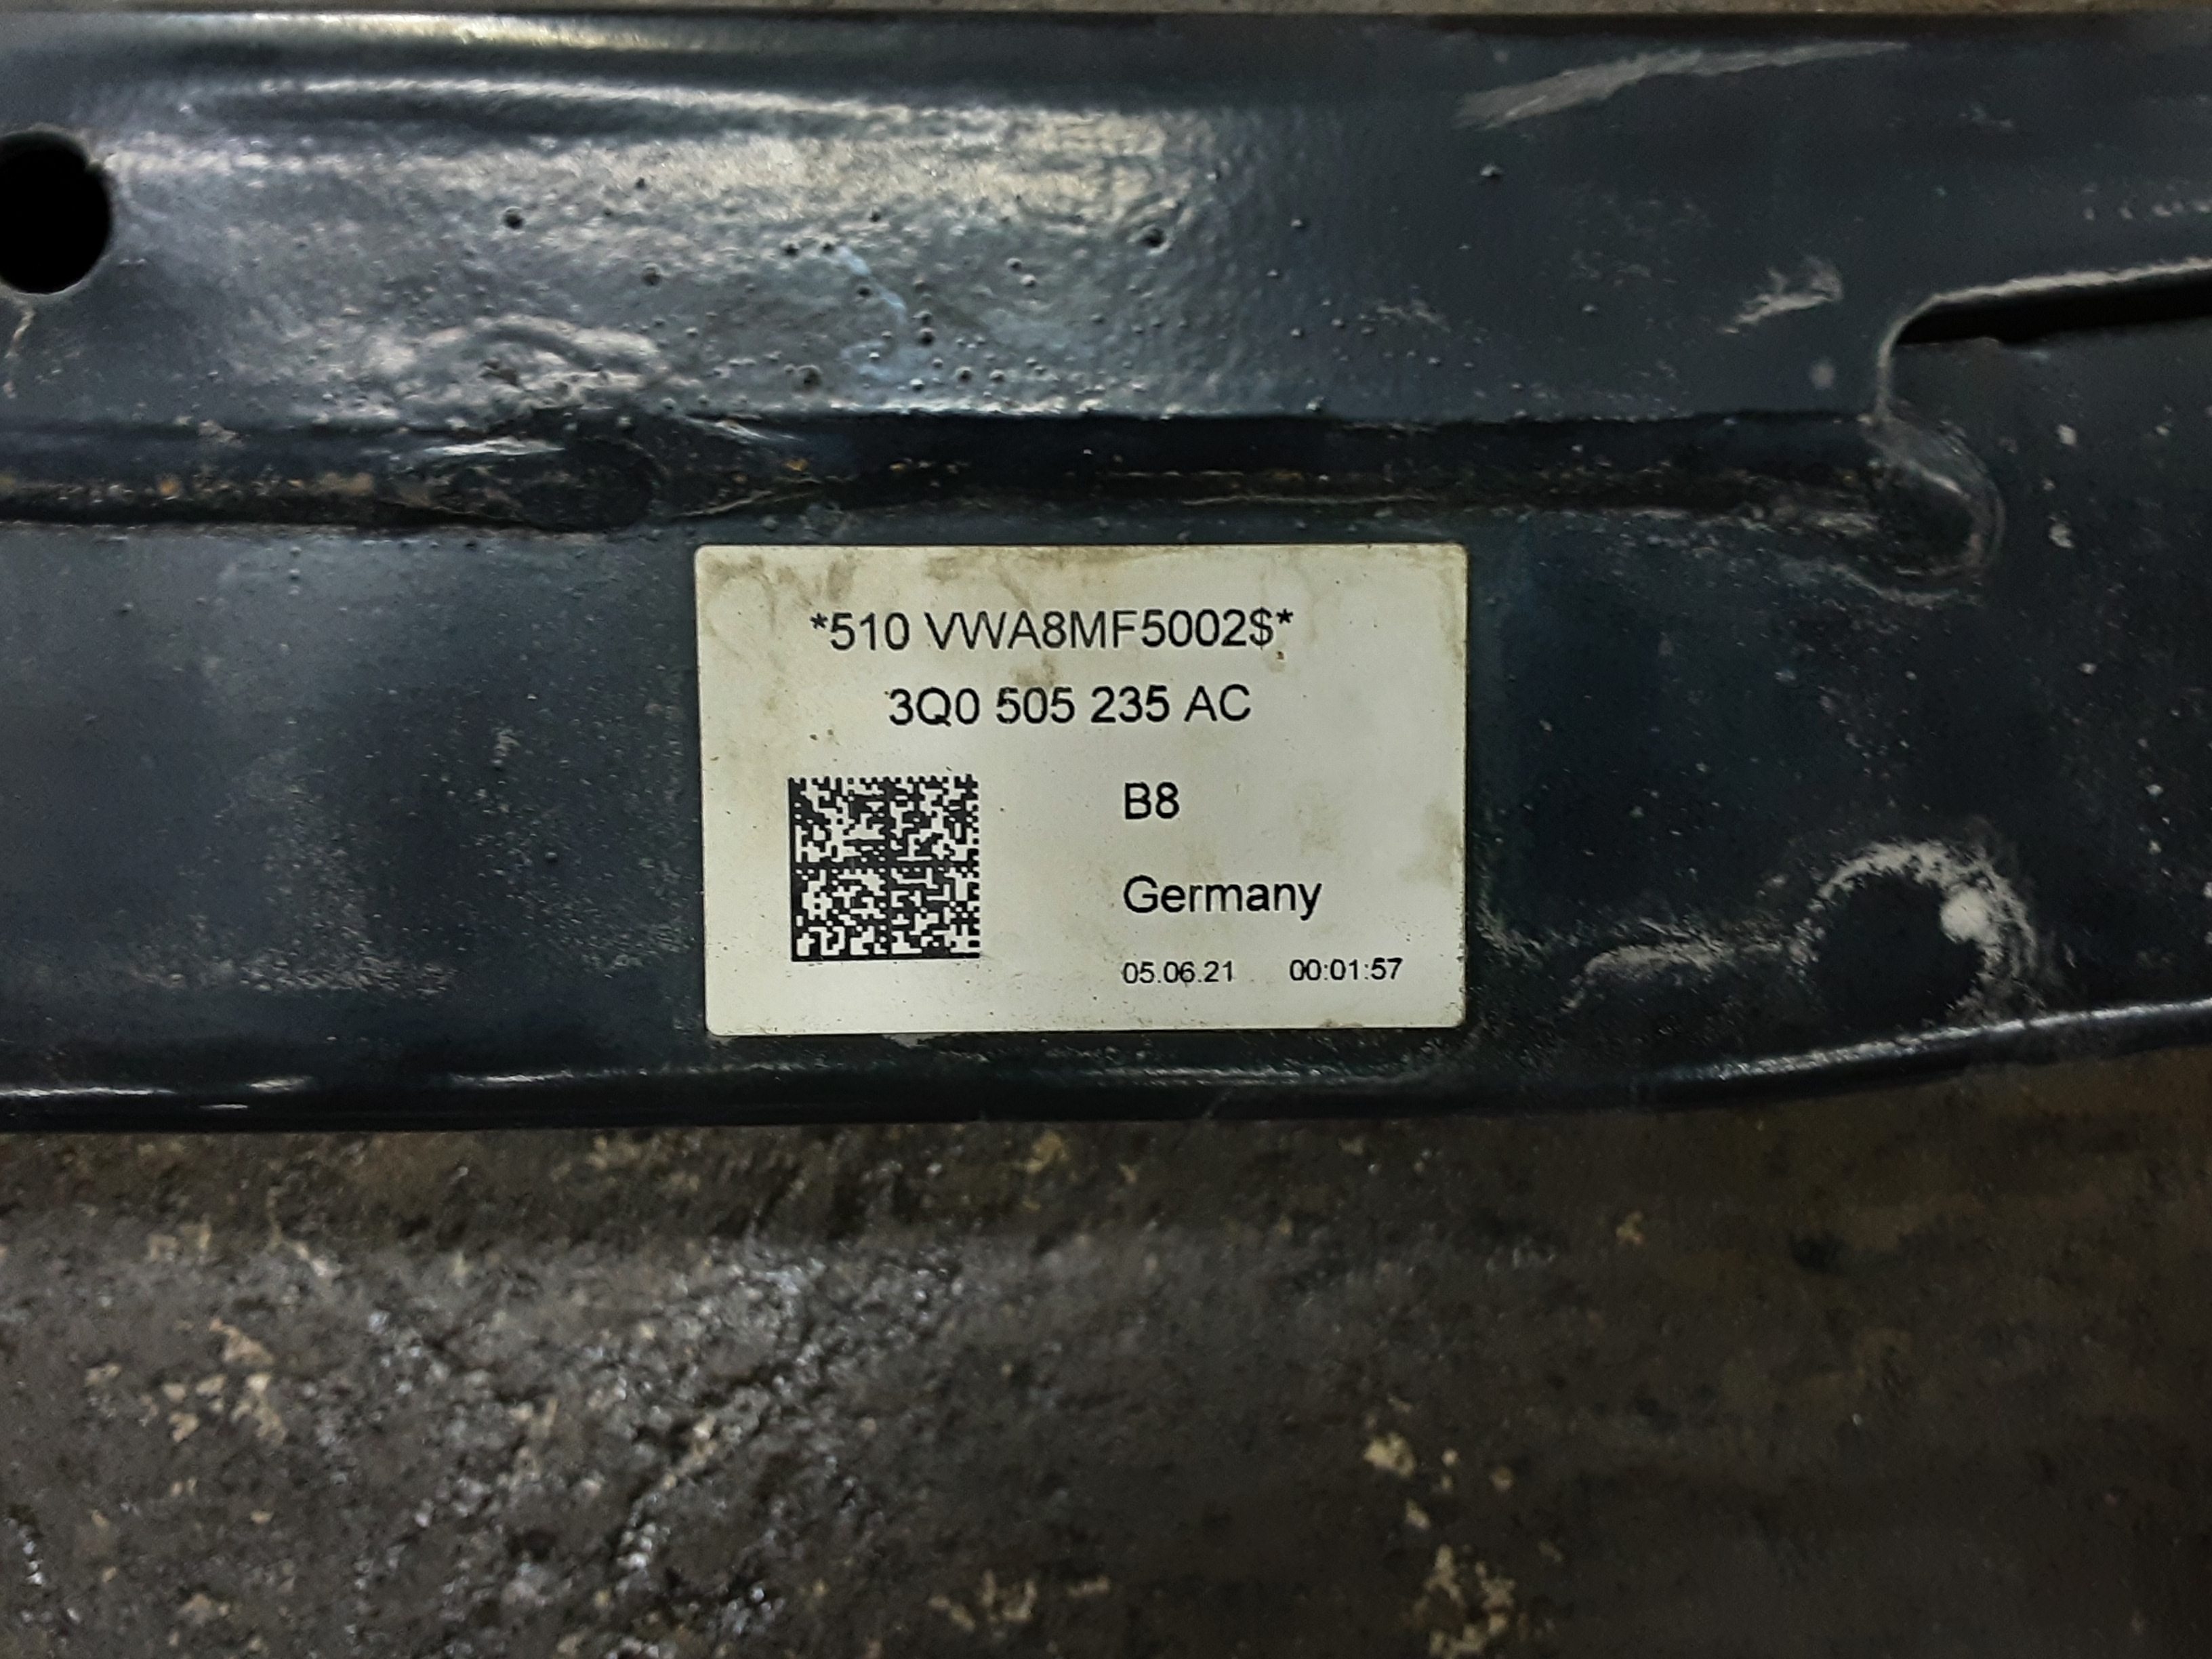 *510 VWA8MF5002$*
3Q0 505 235 AC
B8
Germany
05.06.21 00:01:57